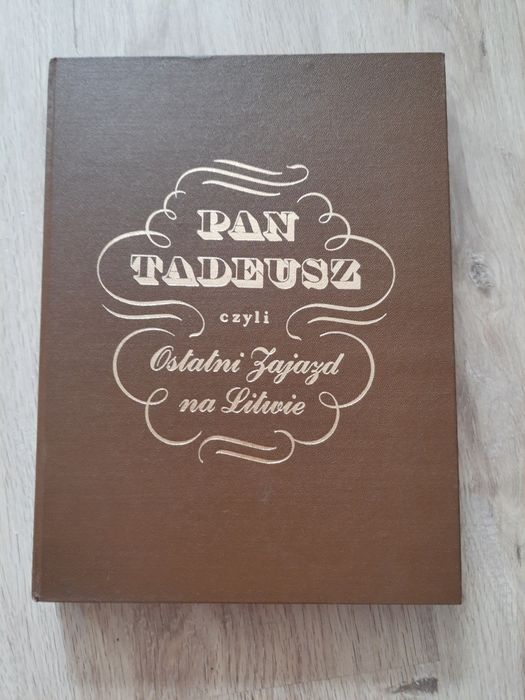 PAN
TADEUSZ
czyli
Ostatni Zajazd
na Litwie